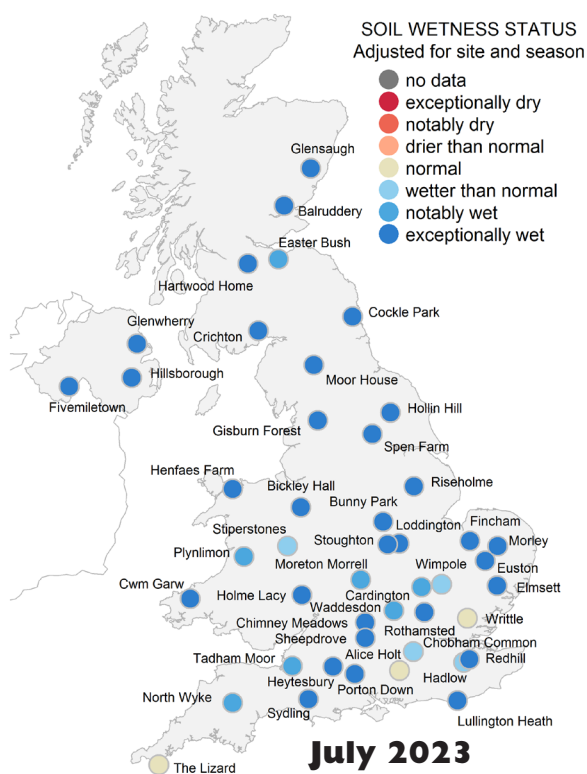 SOIL WETNESS STATUS
Adjusted for site and season
no data
exceptionally dry
notably dry
drier than normal
normal
wetter than normal
notably wet
exceptionally wet
Glensaugh
Balruddery
Easter Bush
Hartwood Home
Cockle Park
Glenwherry
Crichton
Hillsborough
Moor House
Fivemiletown
Hollin Hill
Gisburn Forest
Spen Farm
Henfaes Farm
Riseholme
Bickley Hall
Bunny Park
Loddington
Fincham
Stiperstones
Stoughton
Morley
Plynlimon
Moreton Morrell
Wimpole
Euston
Cwm Garw
Holme Lacy
Cardington
Elmsett
Waddesdon
Chimney Meadows
Rothamsted
Writtle
Sheepdrove
Chobham Common
Tadham Moor
Alice Holt
Redhill
Heytesbury
Hadlow
Porton Down
North Wyke
Sydling
Lullington Heath
The Lizard
July 2023